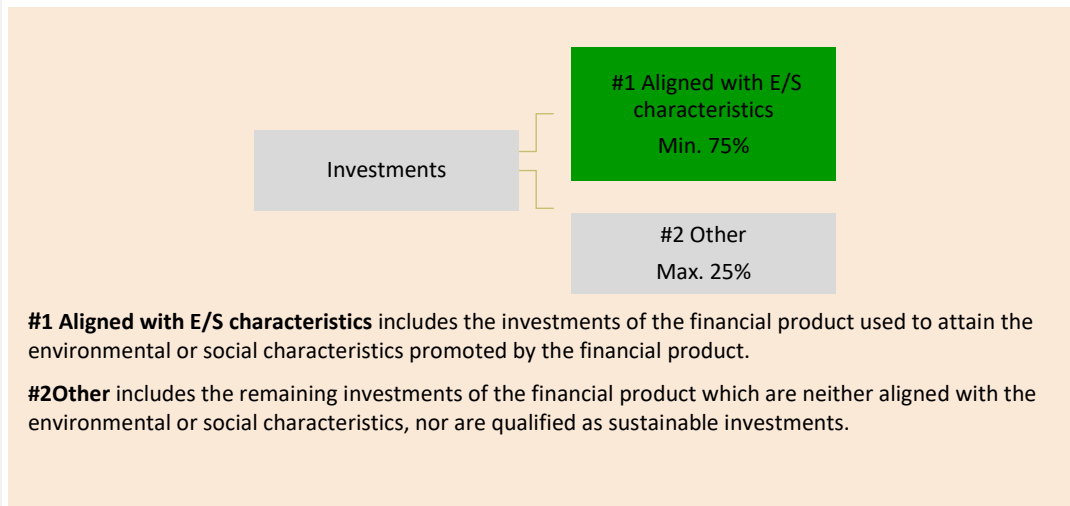 #1 Aligned with E/S
characteristics
Min. 75%
Investments
#2 Other
Max. 25%
#1 Aligned with E/S characteristics includes the investments of the financial product used to attain the
environmental or social characteristics promoted by the financial product.
#2Other includes the remaining investments of the financial product which are neither aligned with the
environmental or social characteristics, nor are qualified as sustainable investments.